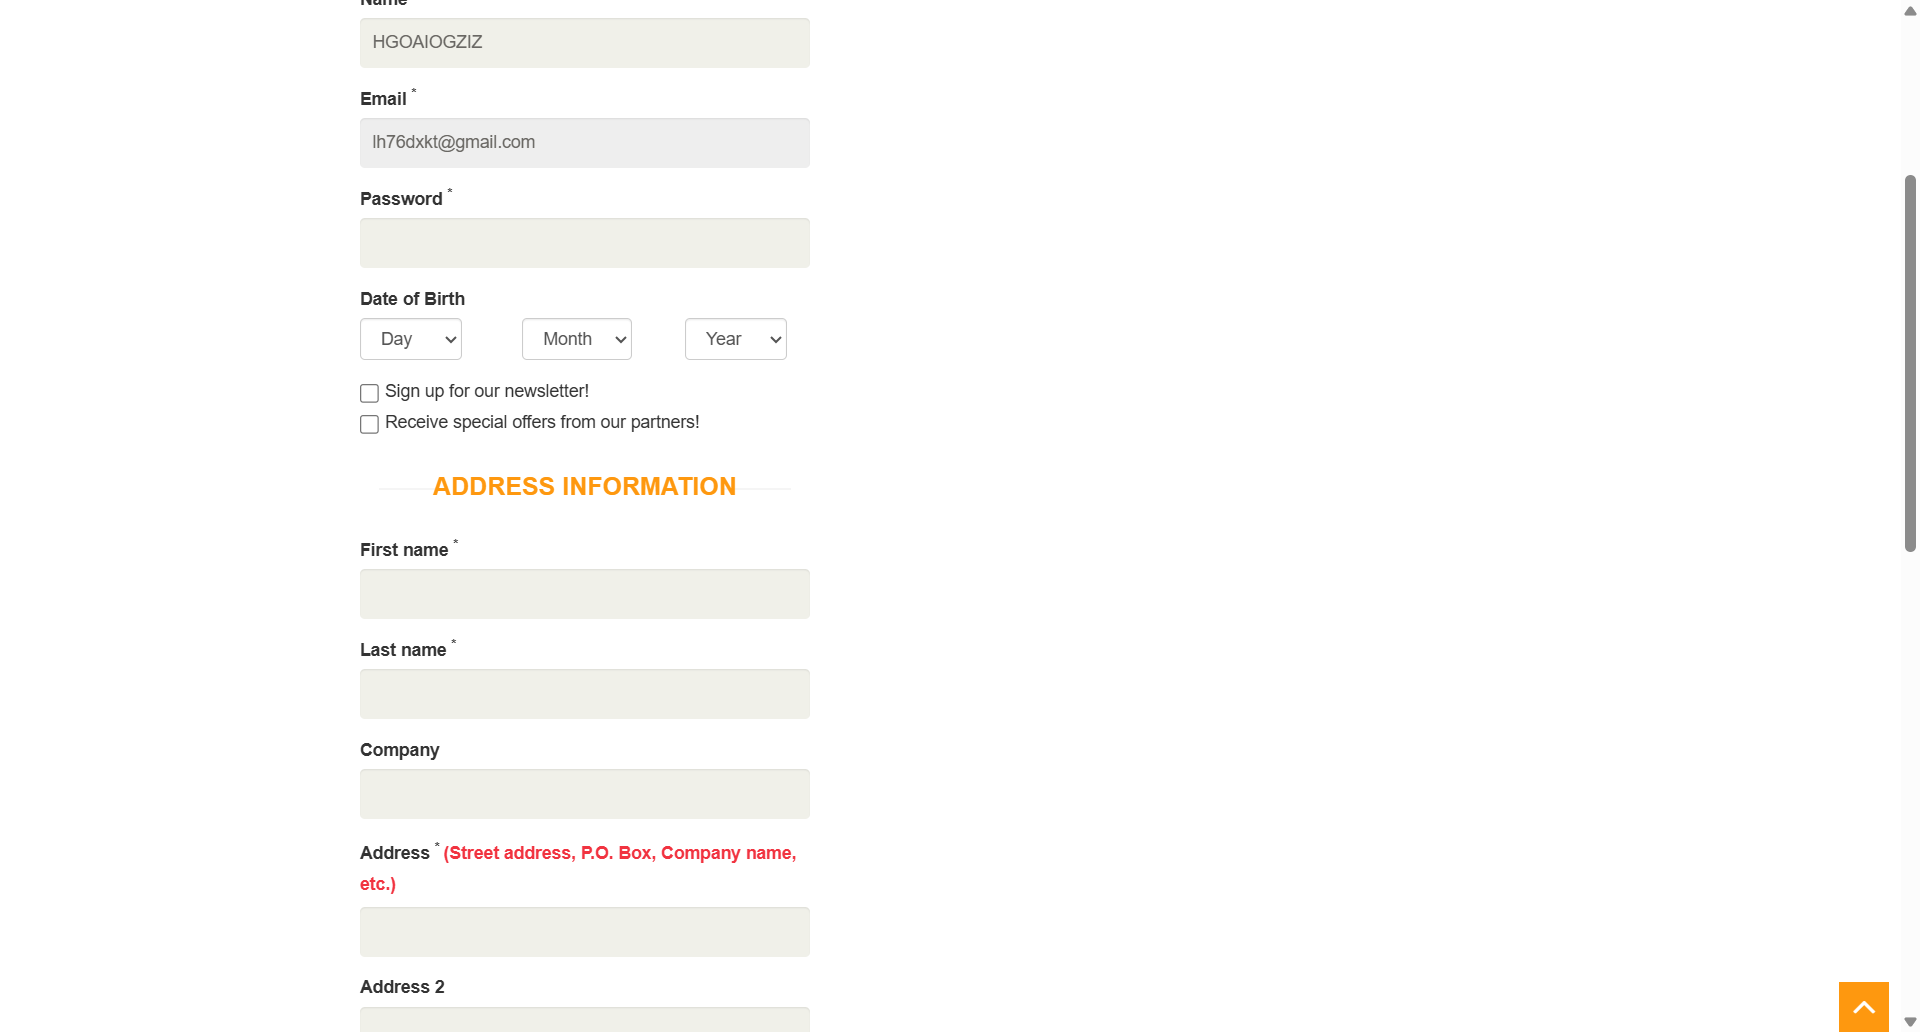 Name
HGOAIOGZIZ
Email *
lh76dxkt@gmail.com
Password *
Date of Birth
Day Month Year
Sign up for our newsletter!
Receive special offers from our partners!
ADDRESS INFORMATION
First name *
Last name *
Company
Address * (Street address, P.O. Box, Company name,
etc.)
Address 2